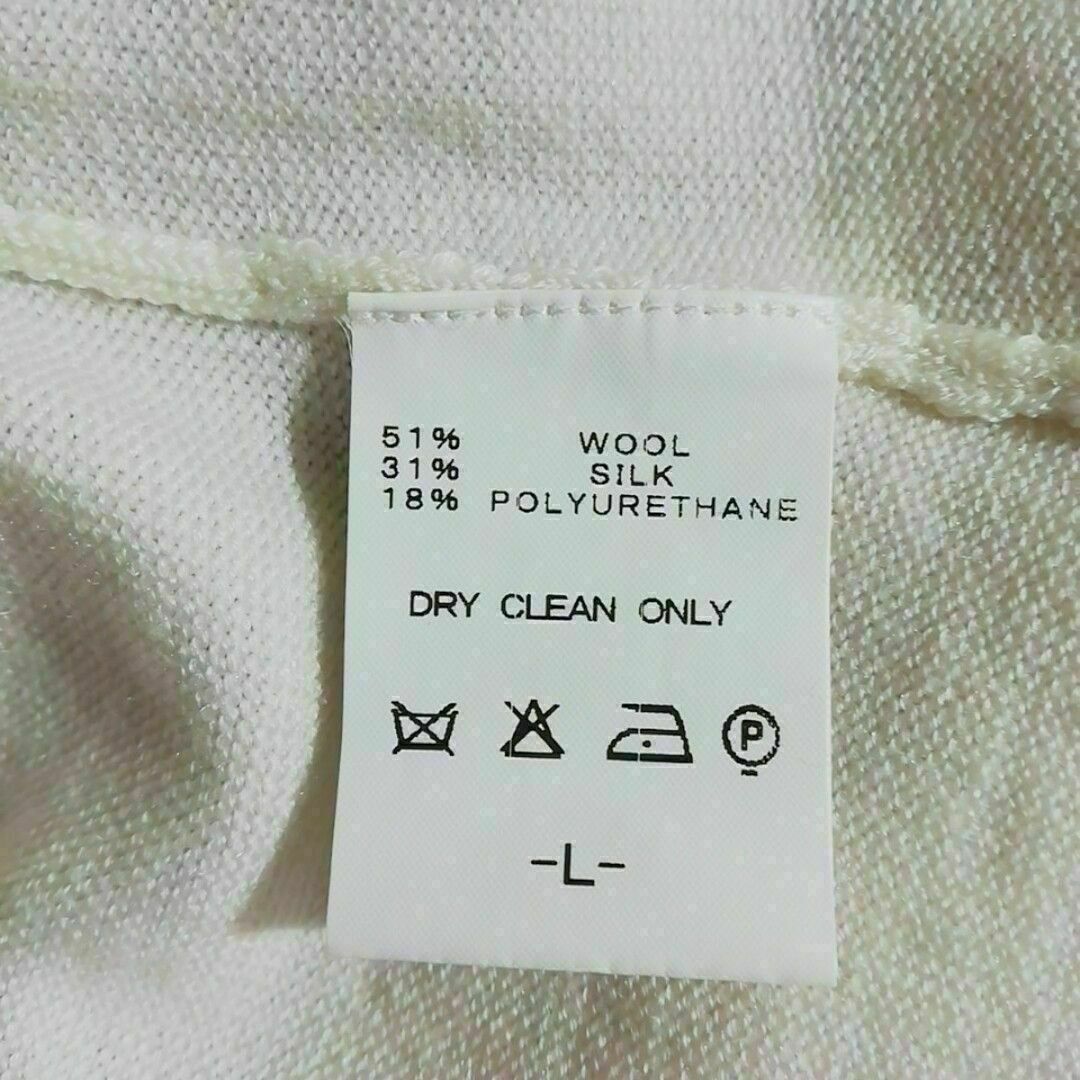 51% WOOL
31% SILK
18% POLYURETHANE
DRY CLEAN ONLY
P
-L-